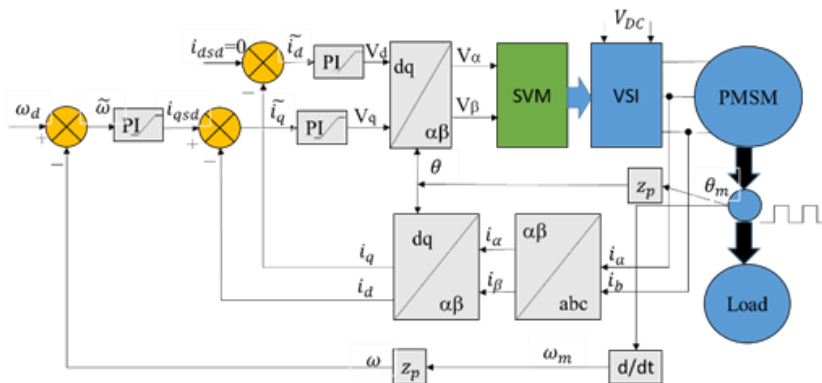 V_DC
i_dsd=0
ĩ_d
PI
V_d
dq
αβ
V_α
V_β
SVM
VSI
PMSM
ω_d
ω̃
+
−
PI
i_qsd
+
−
−
ĩ_q
PI
V_q
θ
z_p
θ_m
dq
αβ
i_q
i_d
i_α
i_β
αβ
abc
i_a
i_b
Load
ω
z_p
ω_m
d/dt